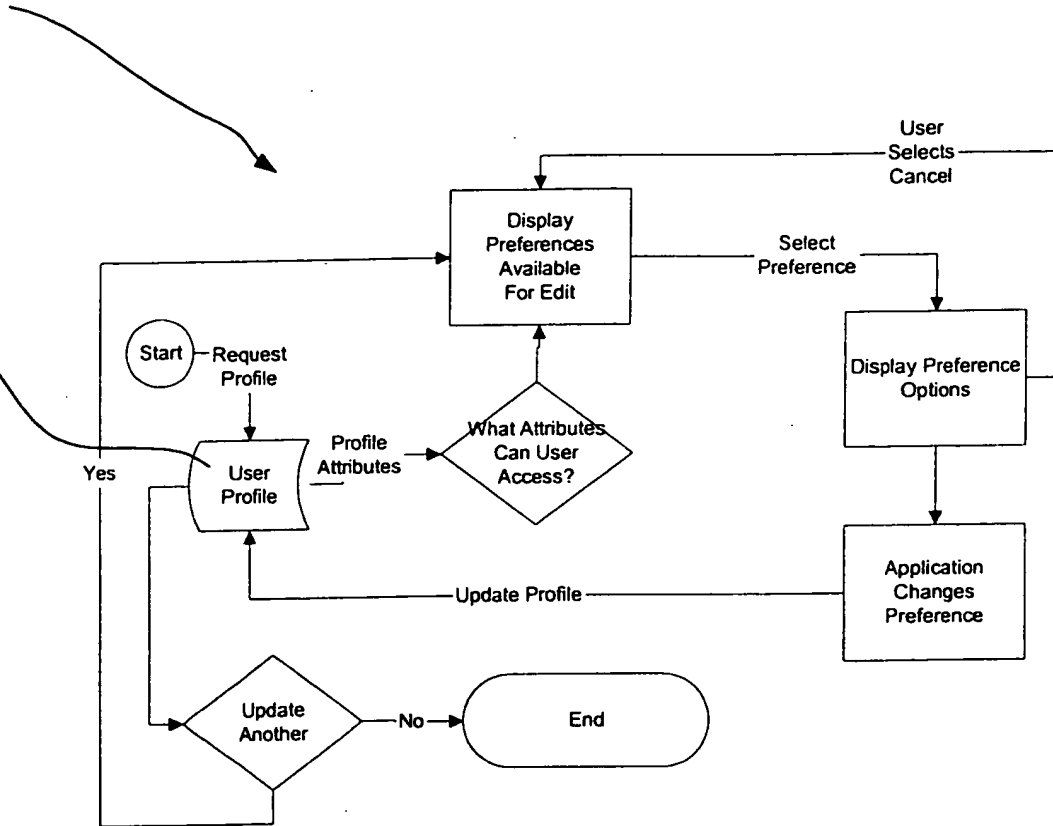 User
Selects
Cancel
Display
Preferences
Available
For Edit
Select
Preference
Start
Request
Profile
Display Preference
Options
What Attributes
Can User
Access?
Profile
Attributes
User
Profile
Yes
Application
Changes
Preference
Update Profile
Update
Another
No
End